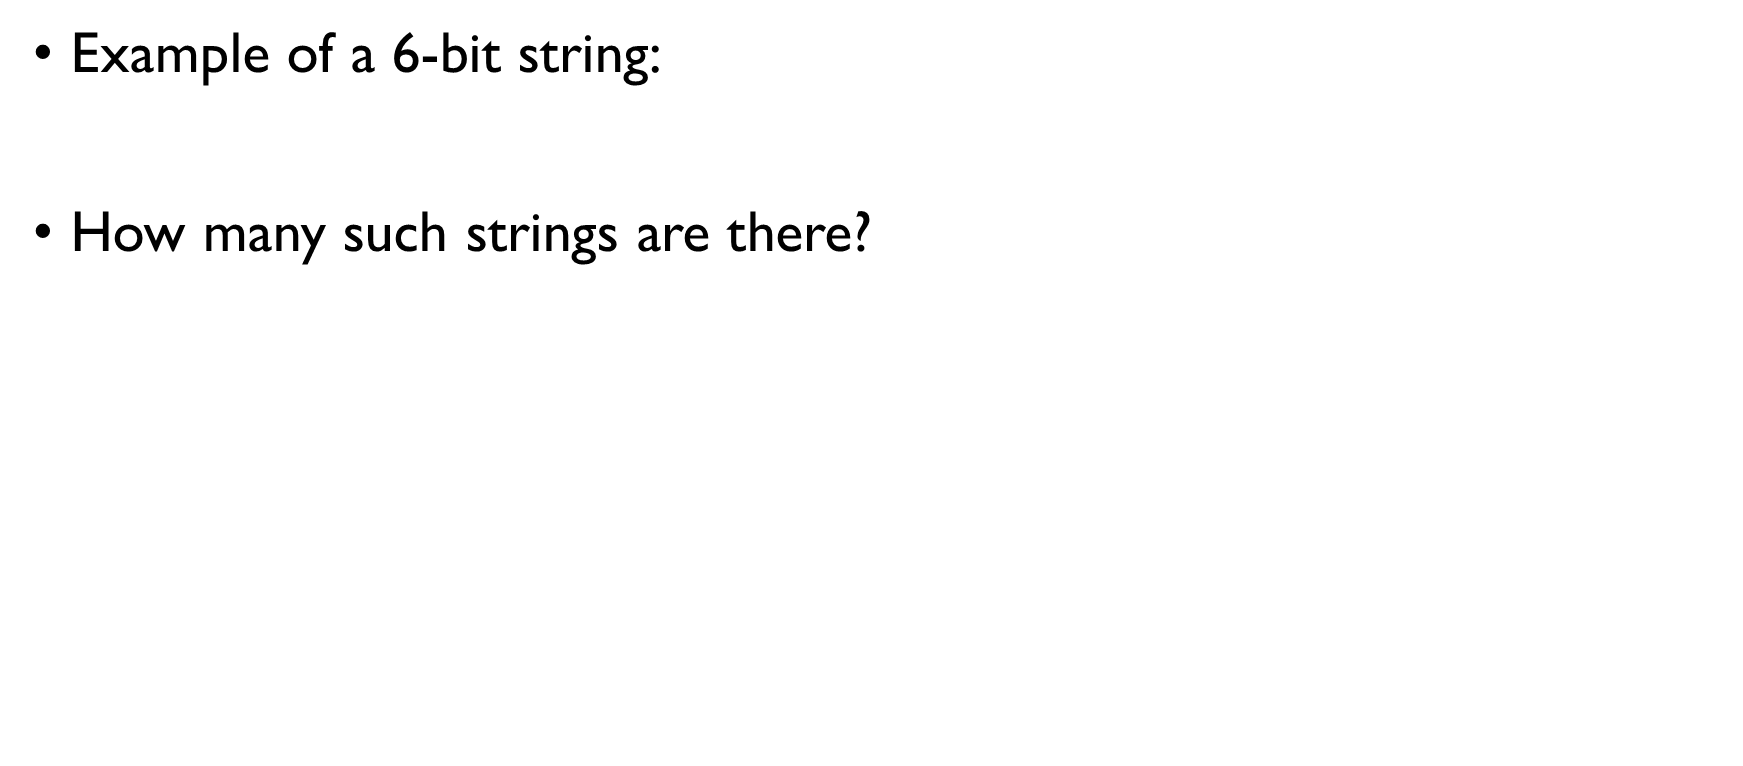 • Example of a 6-bit string:
• How many such strings are there?